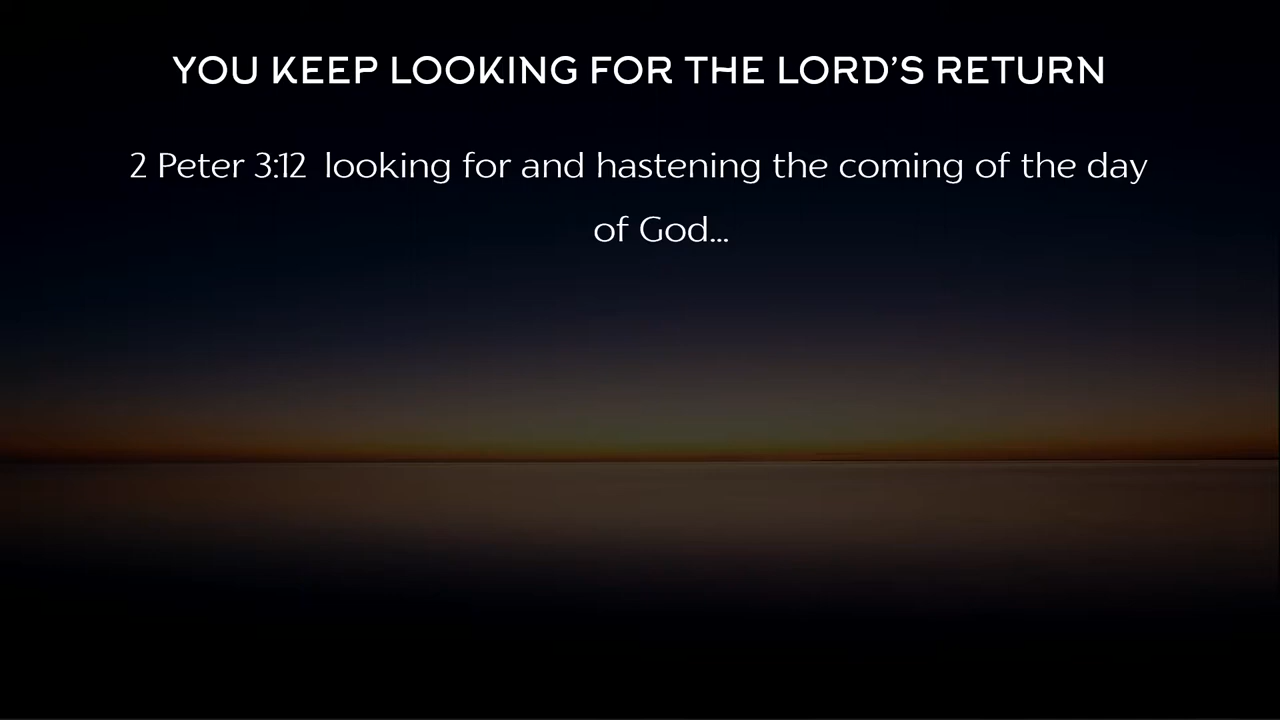 YOU KEEP LOOKING FOR THE LORD’S RETURN
2 Peter 3:12  looking for and hastening the coming of the day
of God...